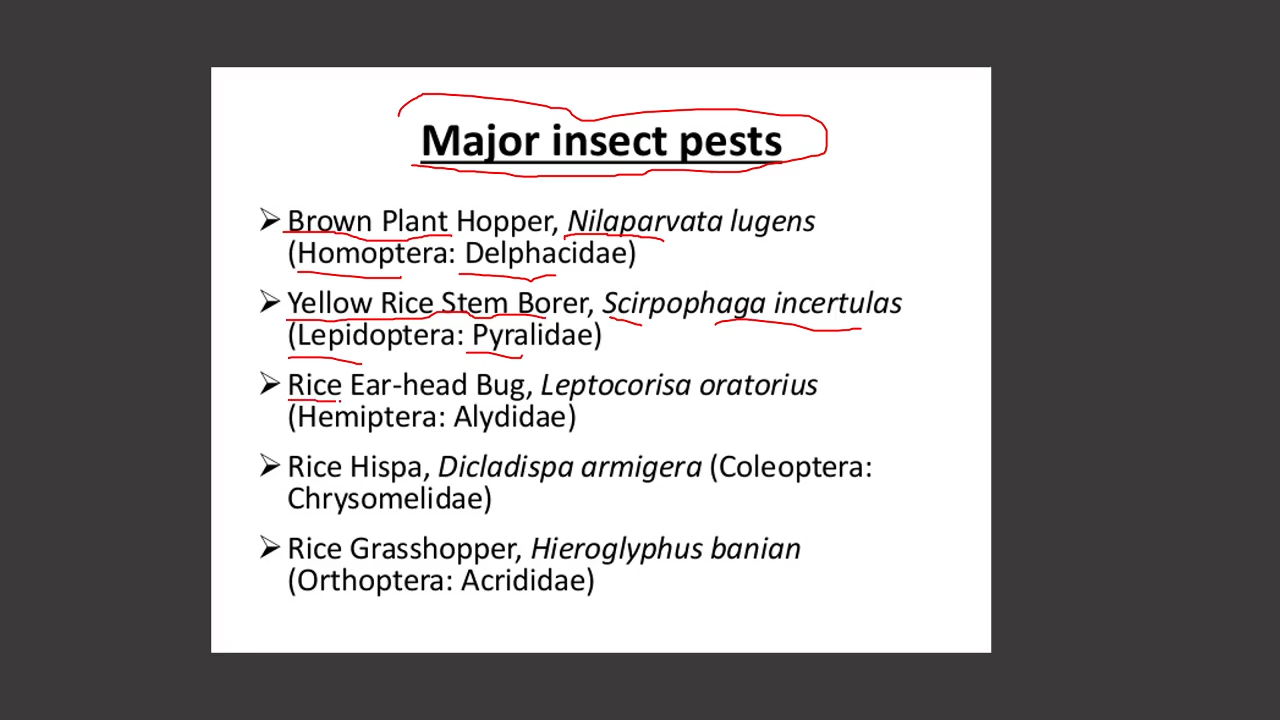 Major insect pests
➢ Brown Plant Hopper, Nilaparvata lugens
(Homoptera: Delphacidae)
➢ Yellow Rice Stem Borer, Scirpophaga incertulas
(Lepidoptera: Pyralidae)
➢ Rice Ear-head Bug, Leptocorisa oratorius
(Hemiptera: Alydidae)
➢ Rice Hispa, Dicladispa armigera (Coleoptera:
Chrysomelidae)
➢ Rice Grasshopper, Hieroglyphus banian
(Orthoptera: Acrididae)